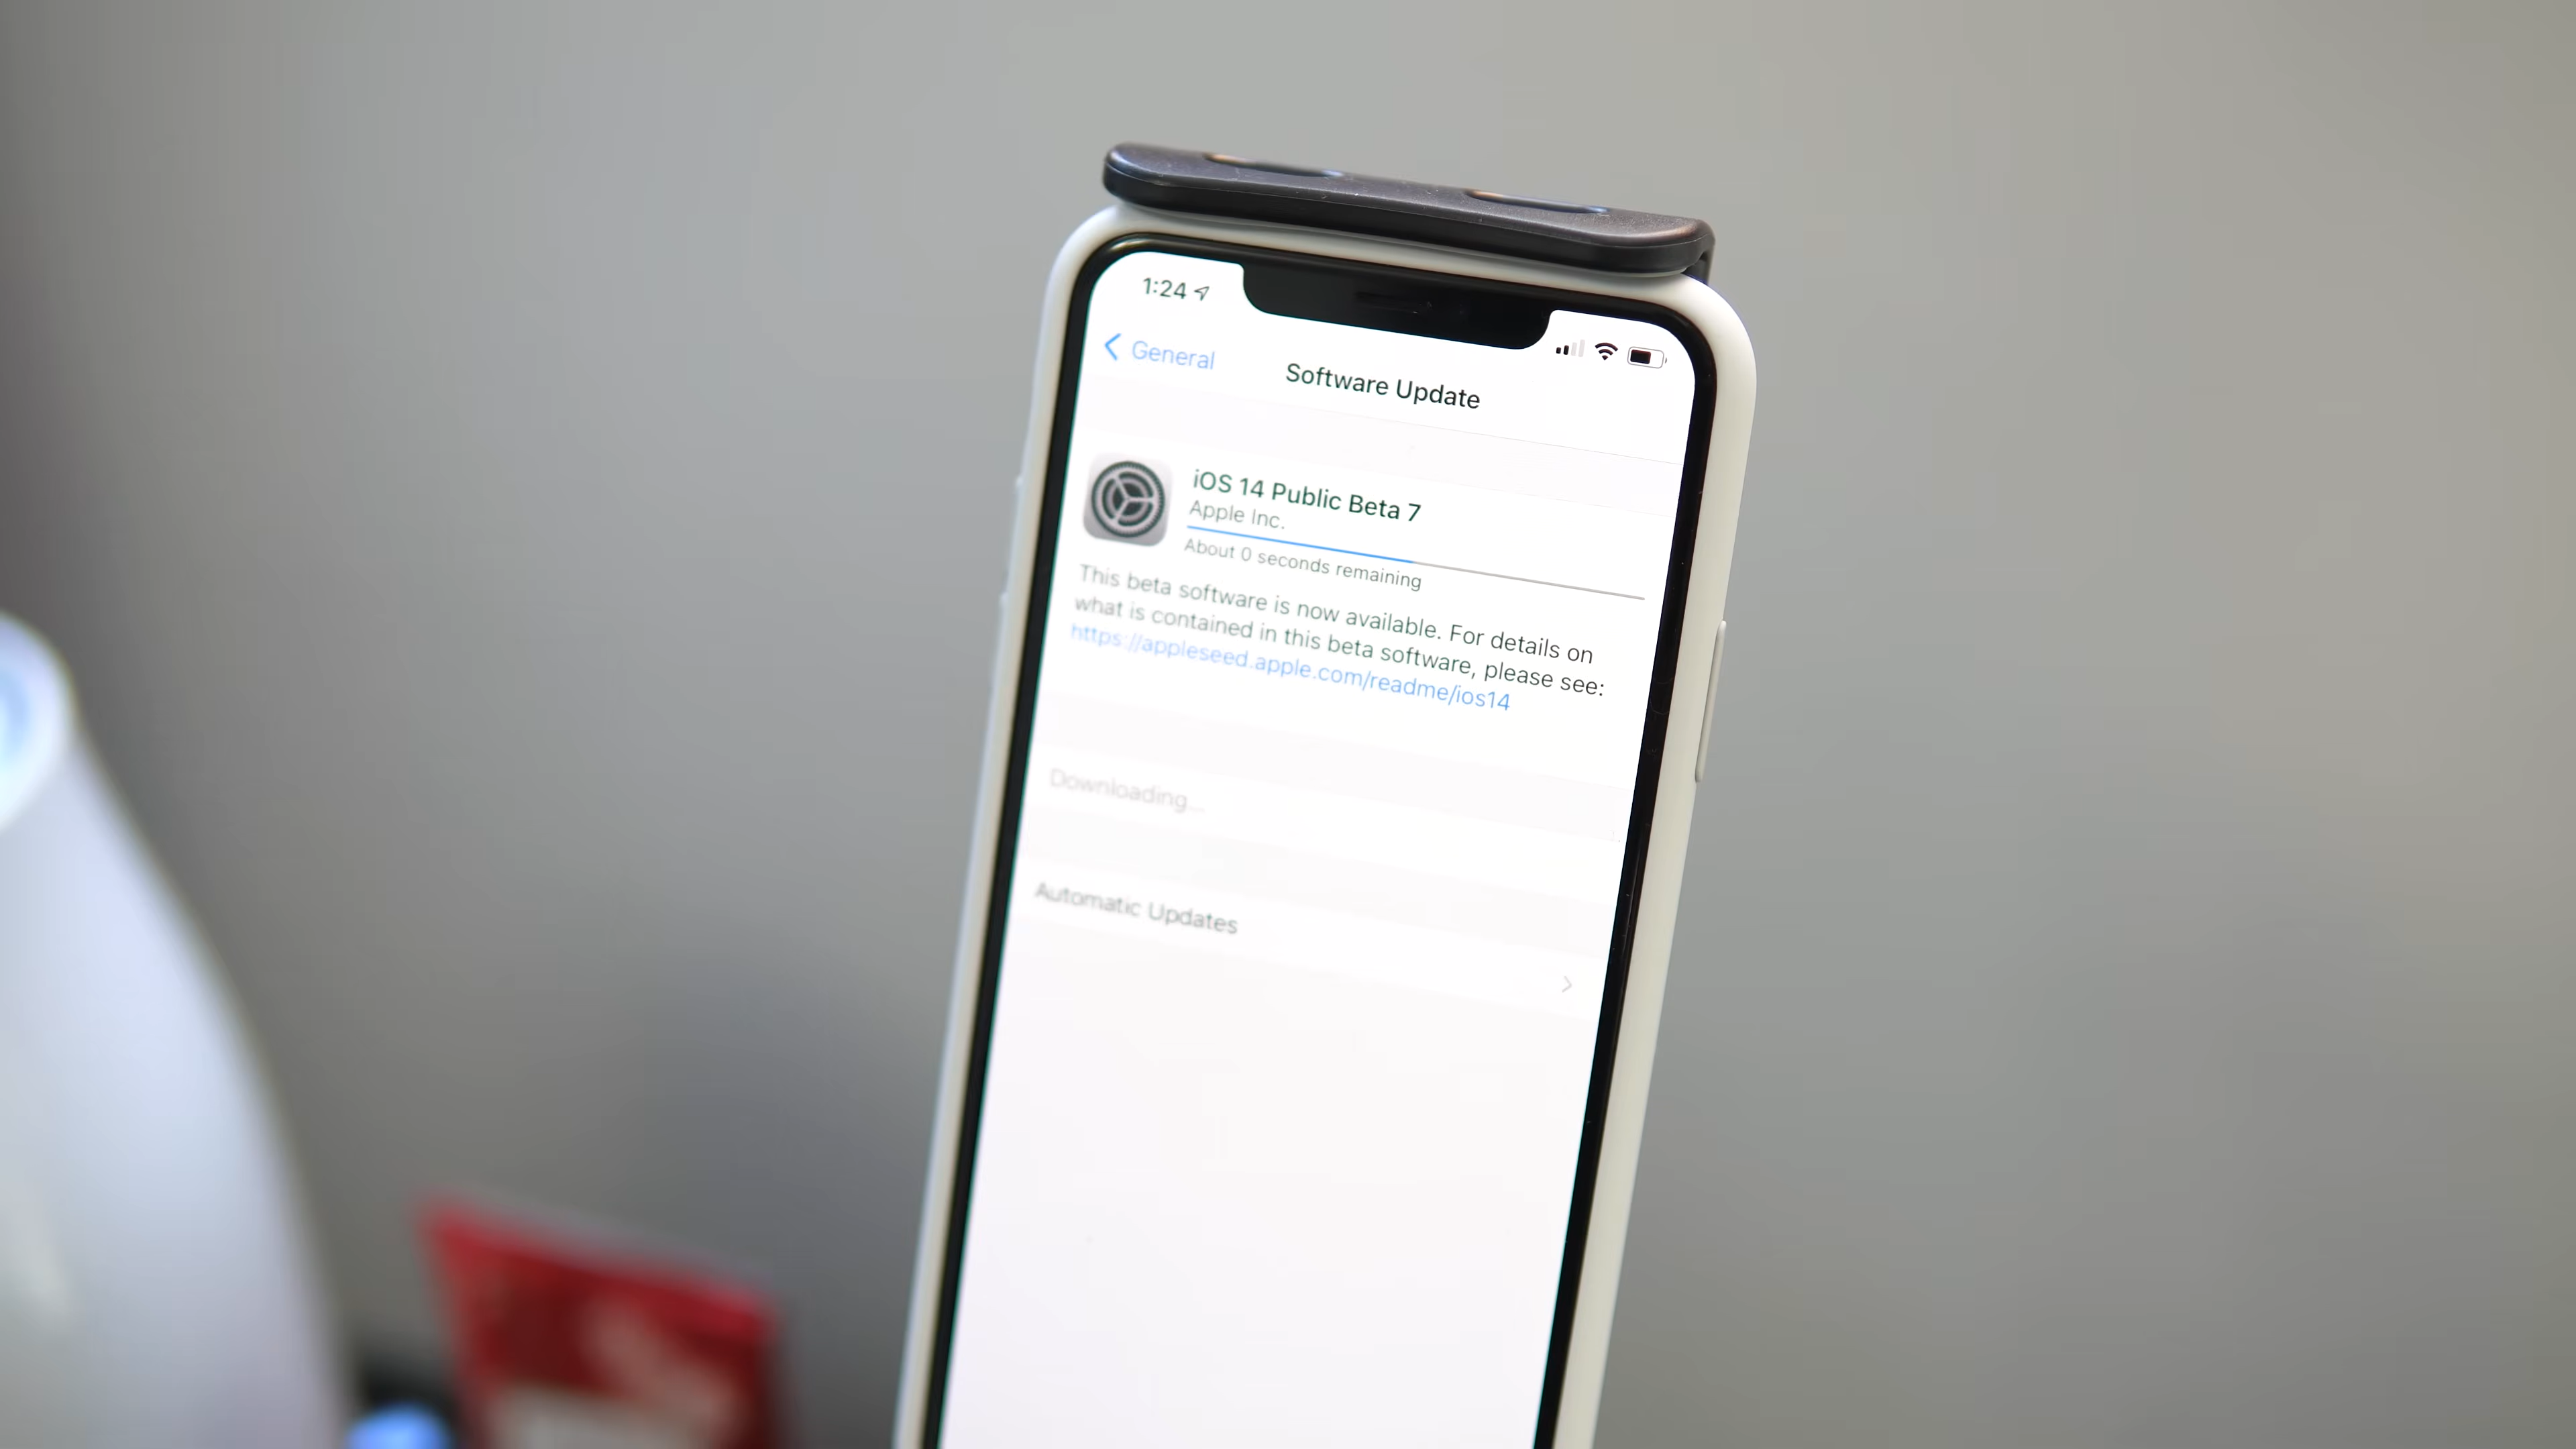 1:24
General
Software Update
iOS 14 Public Beta 7
Apple Inc.
About 0 seconds remaining
This beta software is now available. For details on
what is contained in this beta software, please see:
https://appleseed.apple.com/readme/ios14
Downloading...
Automatic Updates